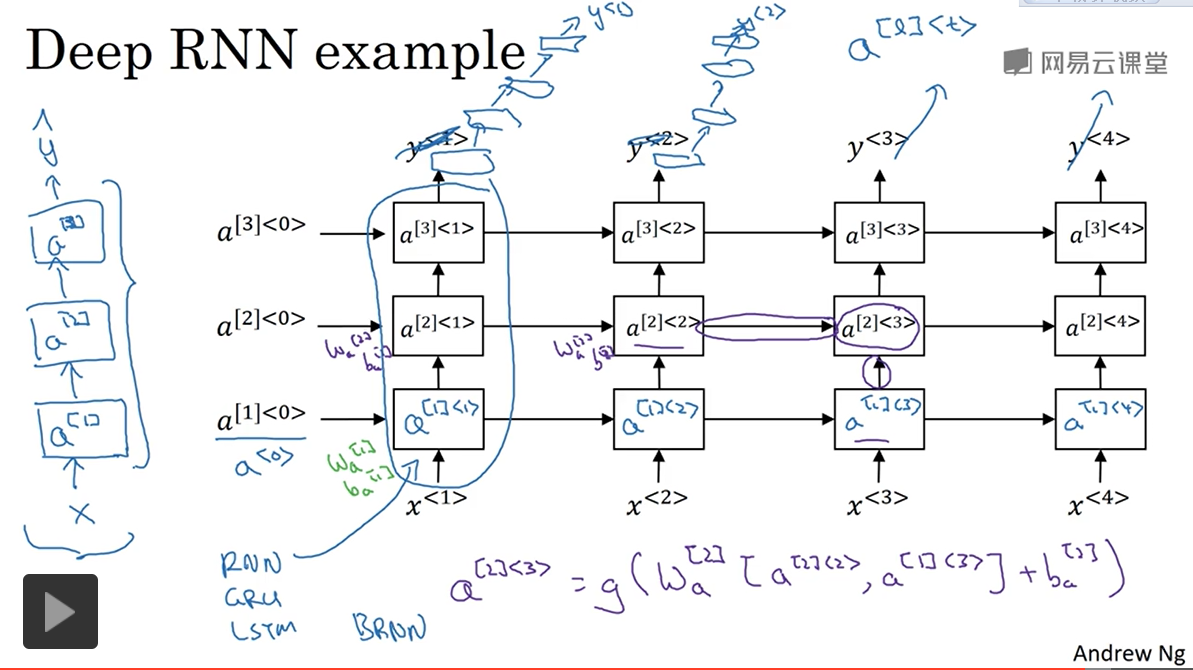 Deep RNN example
y<1>
y<2>
a^[l]<t>
网易云课堂
ŷ
y<2>
y<3>
y<4>
a^[3]
a^[3]<0>
a^[3]<1>
a^[3]<2>
a^[3]<3>
a^[3]<4>
a^[2]
a^[2]<0>
a^[2]<1>
a^[2]<2>
a^[2]<3>
a^[2]<4>
W_a^[2]
b_a^[2]
W_a^[2]
b_a^[2]
a^[1]
a^[1]<0>
a^[1]<1>
a^[1]<2>
a^[1]<3>
a^[1]<4>
a^<0>
W_a^[1]
b_a^[1]
x
x<1>
x<2>
x<3>
x<4>
RNN
GRU
LSTM
BRNN
a^[2]<3> = g(W_a^[2] [a^[2]<2>, a^[1]<3>] + b_a^[2])
Andrew Ng